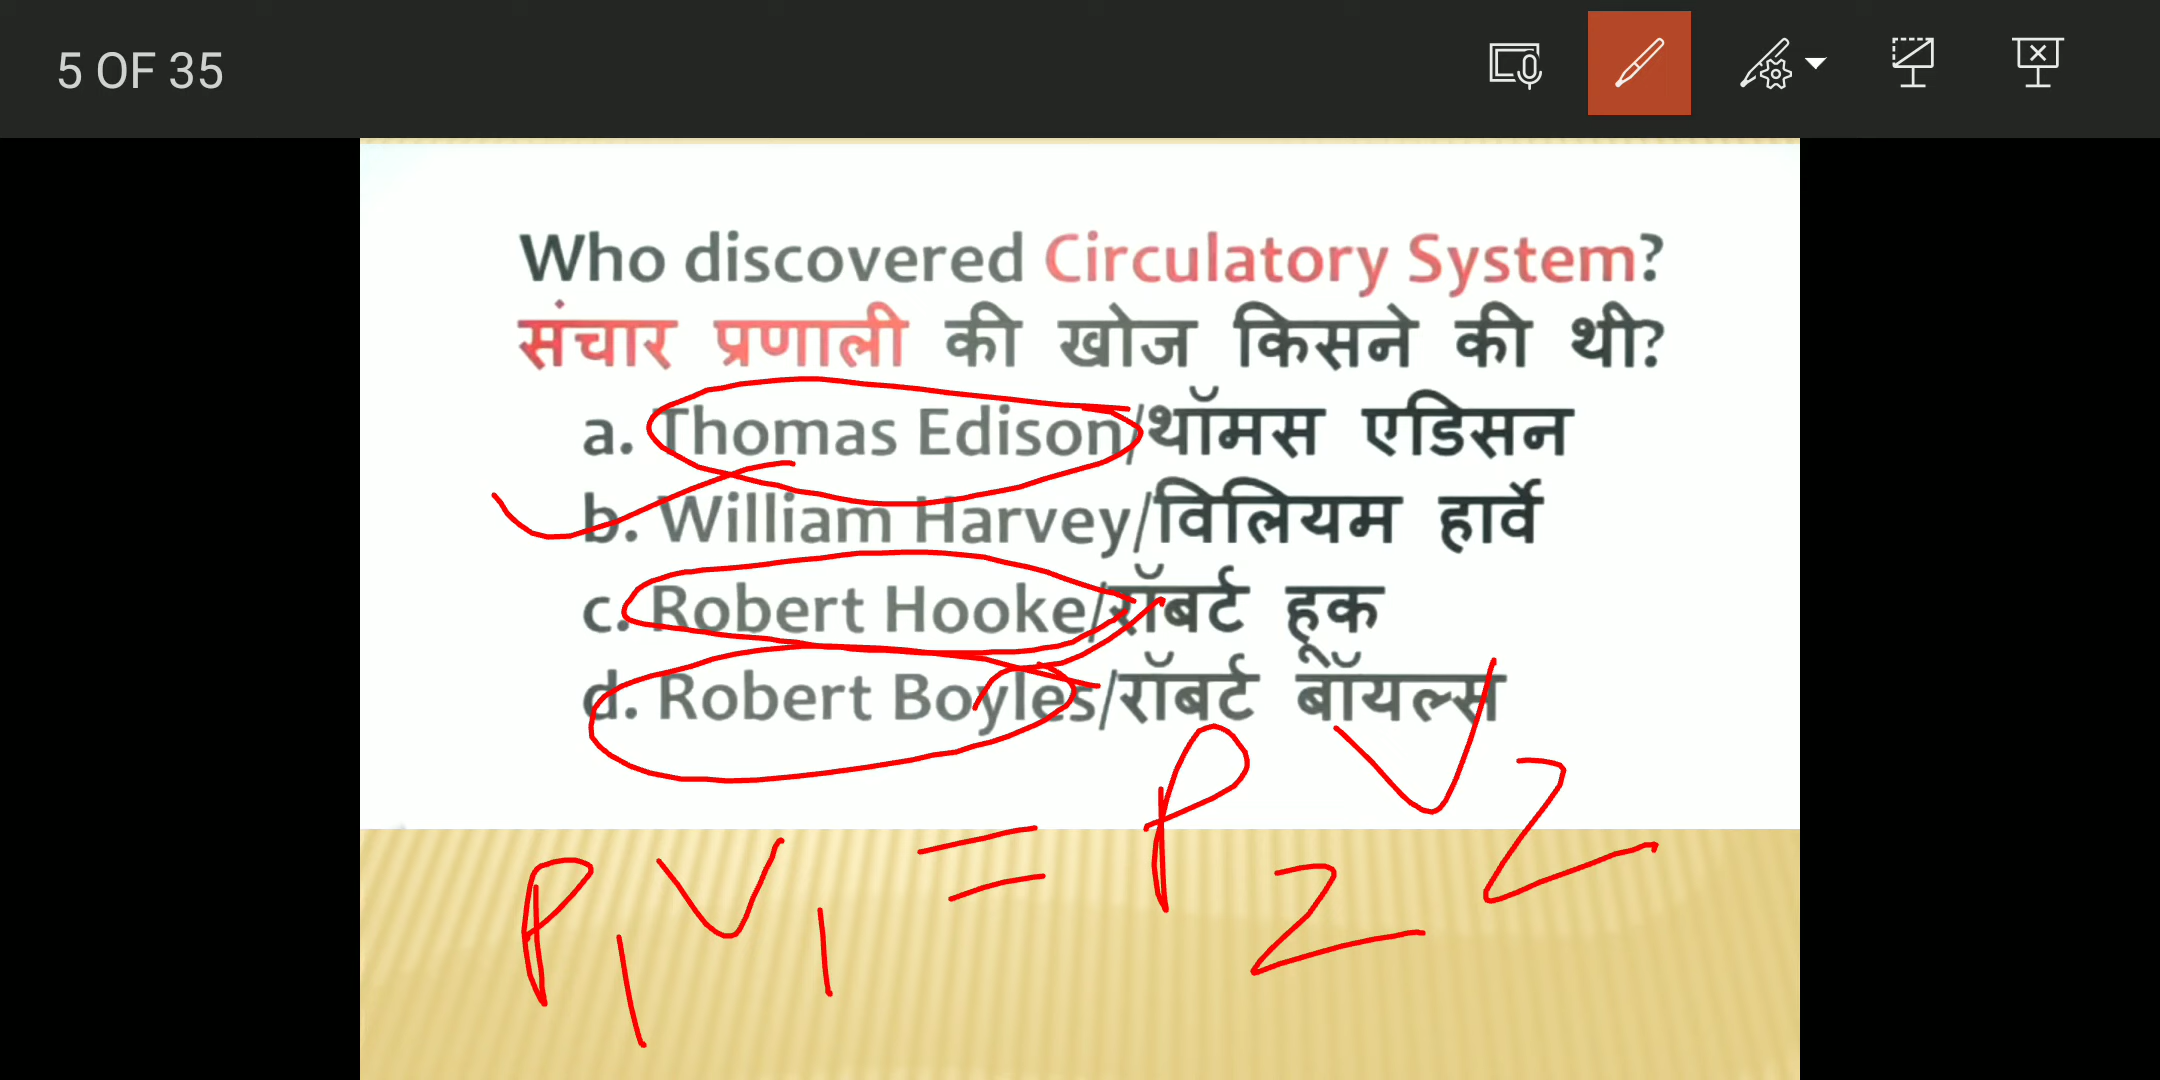 5 OF 35
Who discovered Circulatory System?
संचार प्रणाली की खोज किसने की थी?
a. Thomas Edison/थॉमस एडिसन
b. William Harvey/विलियम हार्वे
c. Robert Hooke/रॉबर्ट हूक
d. Robert Boyles/रॉबर्ट बॉयल्स
P1V1 = P2V2